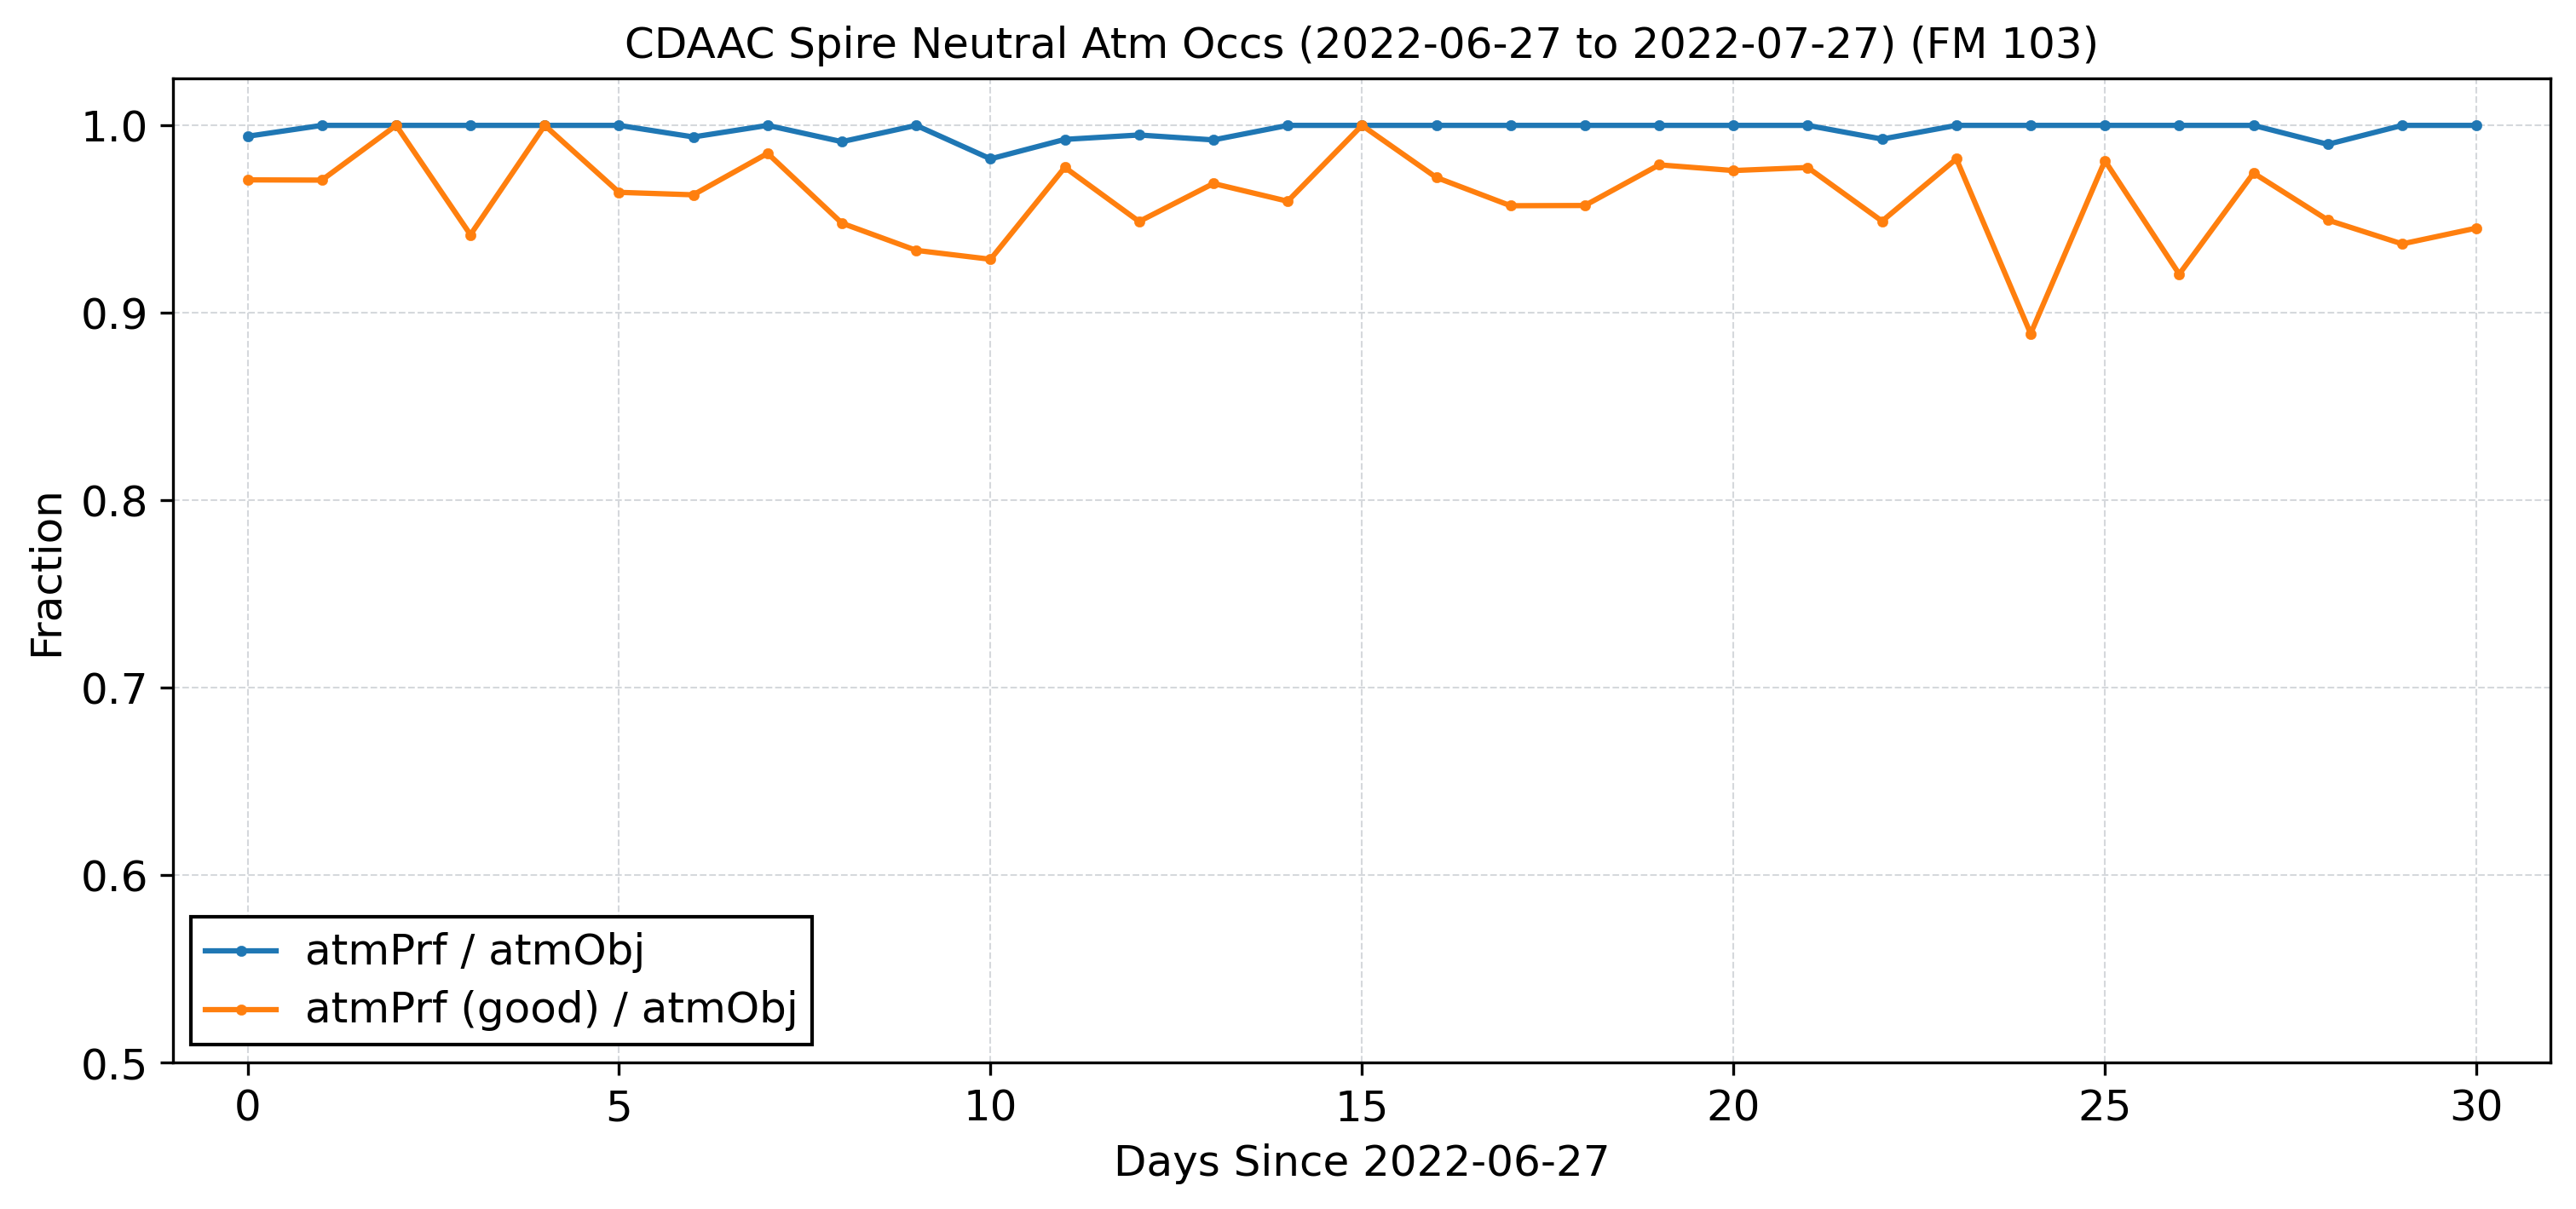 CDAAC Spire Neutral Atm Occs (2022-06-27 to 2022-07-27) (FM 103)
1.0
0.9
0.8
0.7
0.6
0.5
Fraction
atmPrf / atmObj
atmPrf (good) / atmObj
0 5 10 15 20 25 30
Days Since 2022-06-27